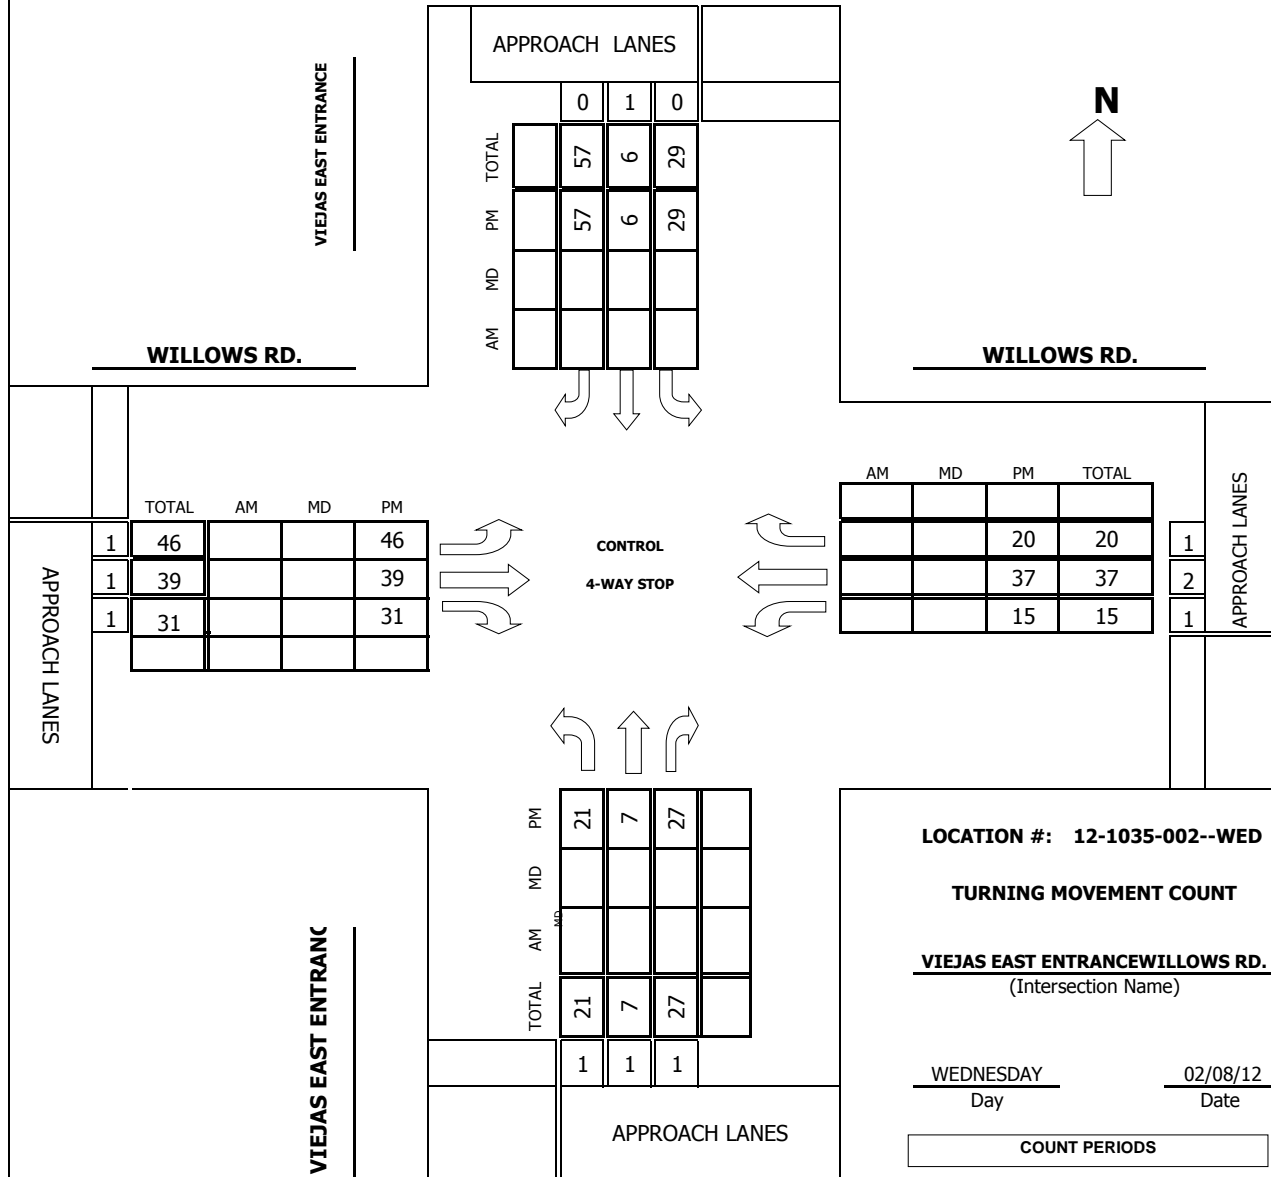 APPROACH LANES
VIEJAS EAST ENTRANCE
0 1 0
N
TOTAL 57 6 29
PM 57 6 29
MD
AM
WILLOWS RD.
WILLOWS RD.
AM MD PM TOTAL
TOTAL AM MD PM
1 46 46
1 39 39
1 31 31
APPROACH LANES
CONTROL
4-WAY STOP
20 20 1
37 37 2
15 15 1
APPROACH LANES
PM 21 7 27
MD
AM
MD
TOTAL 21 7 27
1 1 1
APPROACH LANES
VIEJAS EAST ENTRANC
LOCATION #: 12-1035-002--WED
TURNING MOVEMENT COUNT
VIEJAS EAST ENTRANCEWILLOWS RD.
(Intersection Name)
WEDNESDAY 02/08/12
Day Date
COUNT PERIODS